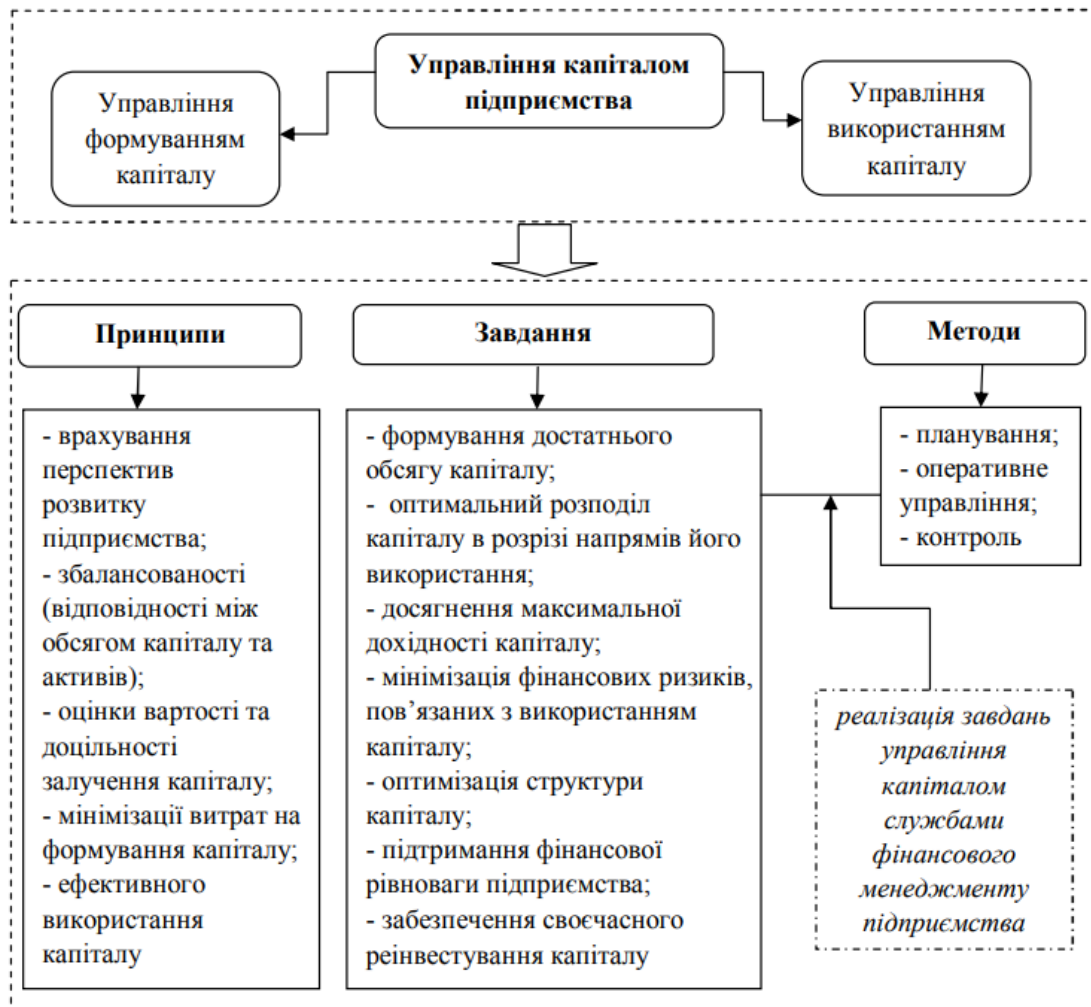 Управління капіталом
підприємства
Управління
формуванням
капіталу
Управління
використанням
капіталу
Принципи
- врахування
перспектив
розвитку
підприємства;
- збалансованості
(відповідності між
обсягом капіталу та
активів);
- оцінки вартості та
доцільності
залучення капіталу;
- мінімізації витрат на
формування капіталу;
- ефективного
використання
капіталу
Завдання
- формування достатнього
обсягу капіталу;
- оптимальний розподіл
капіталу в розрізі напрямів його
використання;
- досягнення максимальної
дохідності капіталу;
- мінімізація фінансових ризиків,
пов’язаних з використанням
капіталу;
- оптимізація структури
капіталу;
- підтримання фінансової
рівноваги підприємства;
- забезпечення своєчасного
реінвестування капіталу
Методи
- планування;
- оперативне
управління;
- контроль
реалізація завдань
управління
капіталом
службами
фінансового
менеджменту
підприємства